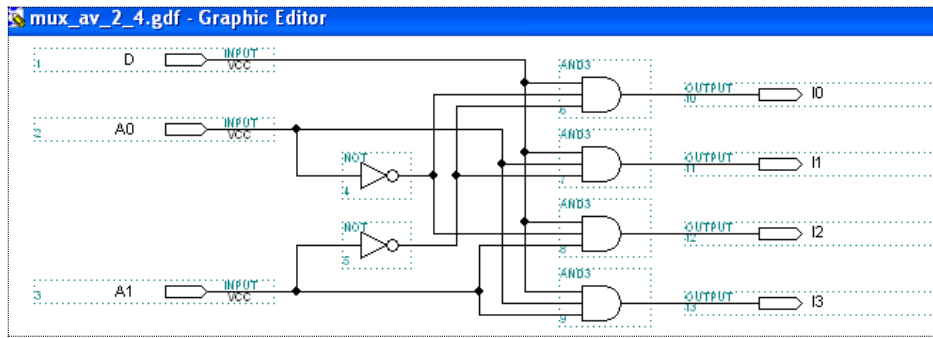 mux_av_2_4.gdf - Graphic Editor
1 D INPUT VCC
AND3 6
OUTPUT 10 I0
2 A0 INPUT VCC
NOT 4
AND3 7
OUTPUT 11 I1
NOT 5
AND3 8
OUTPUT 12 I2
3 A1 INPUT VCC
AND3 9
OUTPUT 13 I3